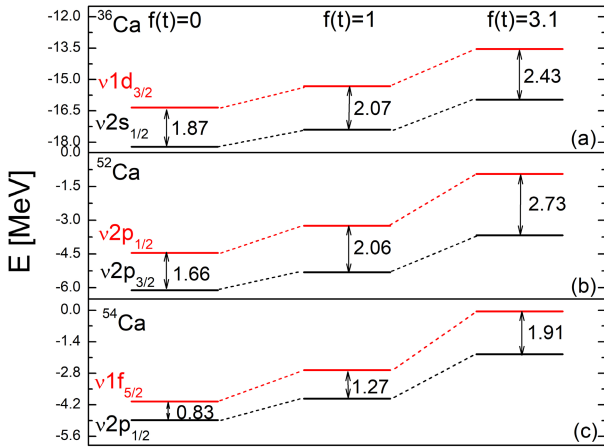 ³⁶Ca f(t)=0 f(t)=1 f(t)=3.1
-12.0
-13.5
-15.0
-16.5
-18.0
ν1d₃/₂
ν2s₁/₂
1.87
2.07
2.43
(a)
⁵²Ca
0.0
-1.5
-3.0
-4.5
-6.0
ν2p₁/₂
ν2p₃/₂
1.66
2.06
2.73
(b)
⁵⁴Ca
0.0
-1.4
-2.8
-4.2
-5.6
ν1f₅/₂
ν2p₁/₂
0.83
1.27
1.91
(c)
E [MeV]